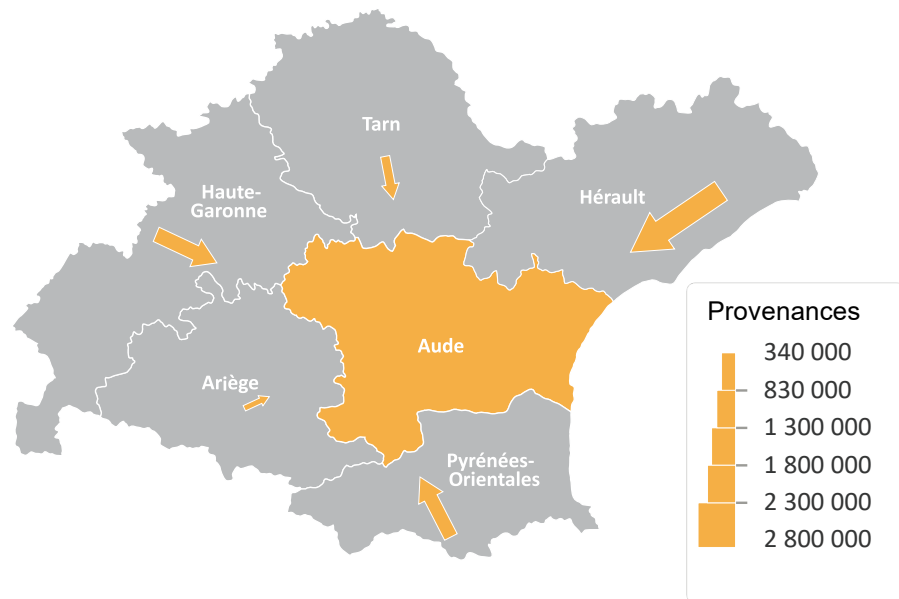 Tarn
Haute-
Garonne
Hérault
Aude
Ariège
Pyrénées-
Orientales
Provenances
340 000
830 000
1 300 000
1 800 000
2 300 000
2 800 000